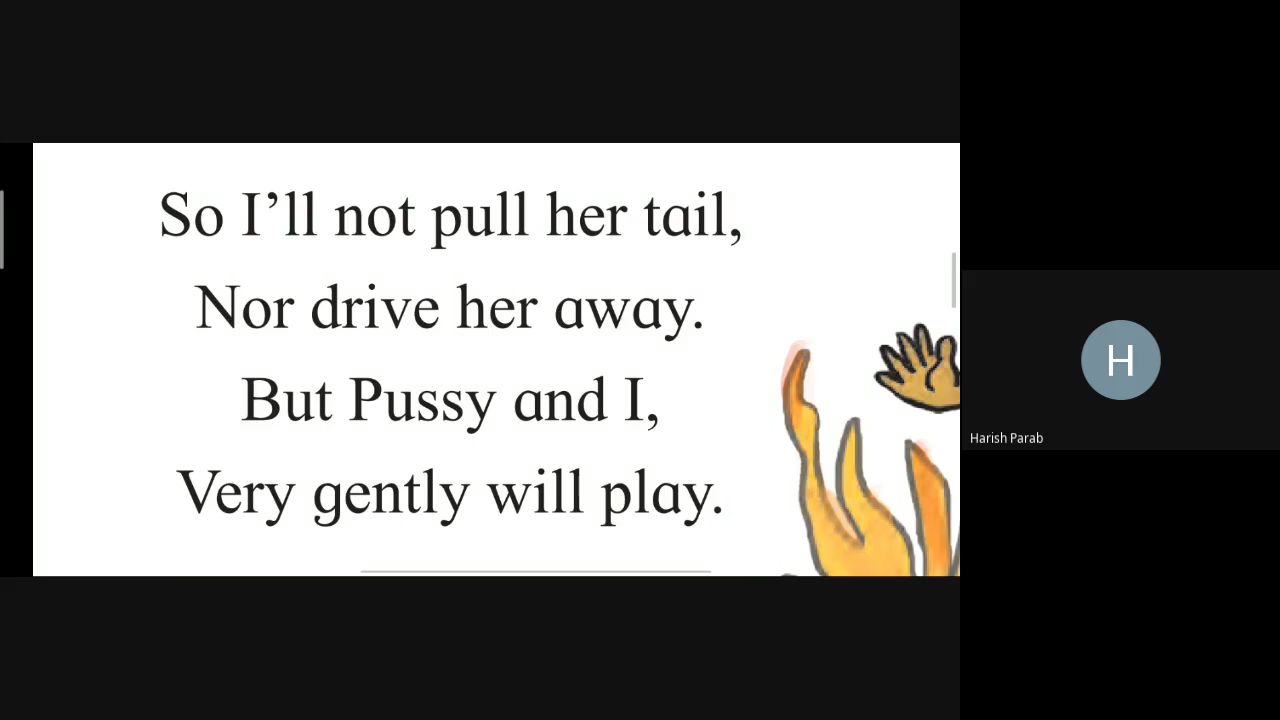 So I’ll not pull her tail,
Nor drive her away.
But Pussy and I,
Very gently will play.
H
Harish Parab